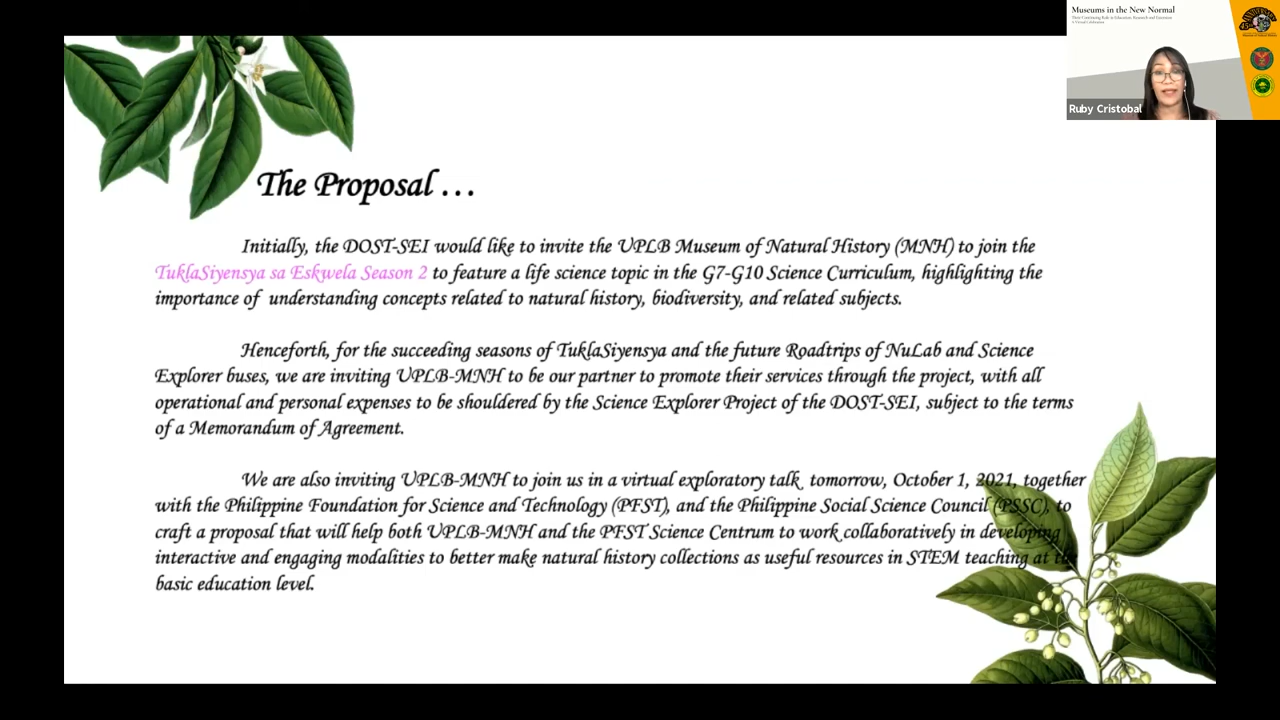 Museums in the New Normal
Their Continuing Role in Education, Research and Extension
Ruby Cristobal
The Proposal ...
Initially, the DOST-SEI would like to invite the UPLB Museum of Natural History (MNH) to join the
TuklaSiyensya sa Eskwela Season 2 to feature a life science topic in the G7-G10 Science Curriculum, highlighting the
importance of understanding concepts related to natural history, biodiversity, and related subjects.
Henceforth, for the succeeding seasons of TuklaSiyensya and the future Roadtrips of NuLab and Science
Explorer buses, we are inviting UPLB-MNH to be our partner to promote their services through the project, with all
operational and personal expenses to be shouldered by the Science Explorer Project of the DOST-SEI, subject to the terms
of a Memorandum of Agreement.
We are also inviting UPLB-MNH to join us in a virtual exploratory talk tomorrow, October 1, 2021, together
with the Philippine Foundation for Science and Technology (PFST), and the Philippine Social Science Council (PSSC), to
craft a proposal that will help both UPLB-MNH and the PFST Science Centrum to work collaboratively in developing
interactive and engaging modalities to better make natural history collections as useful resources in STEM teaching at the
basic education level.